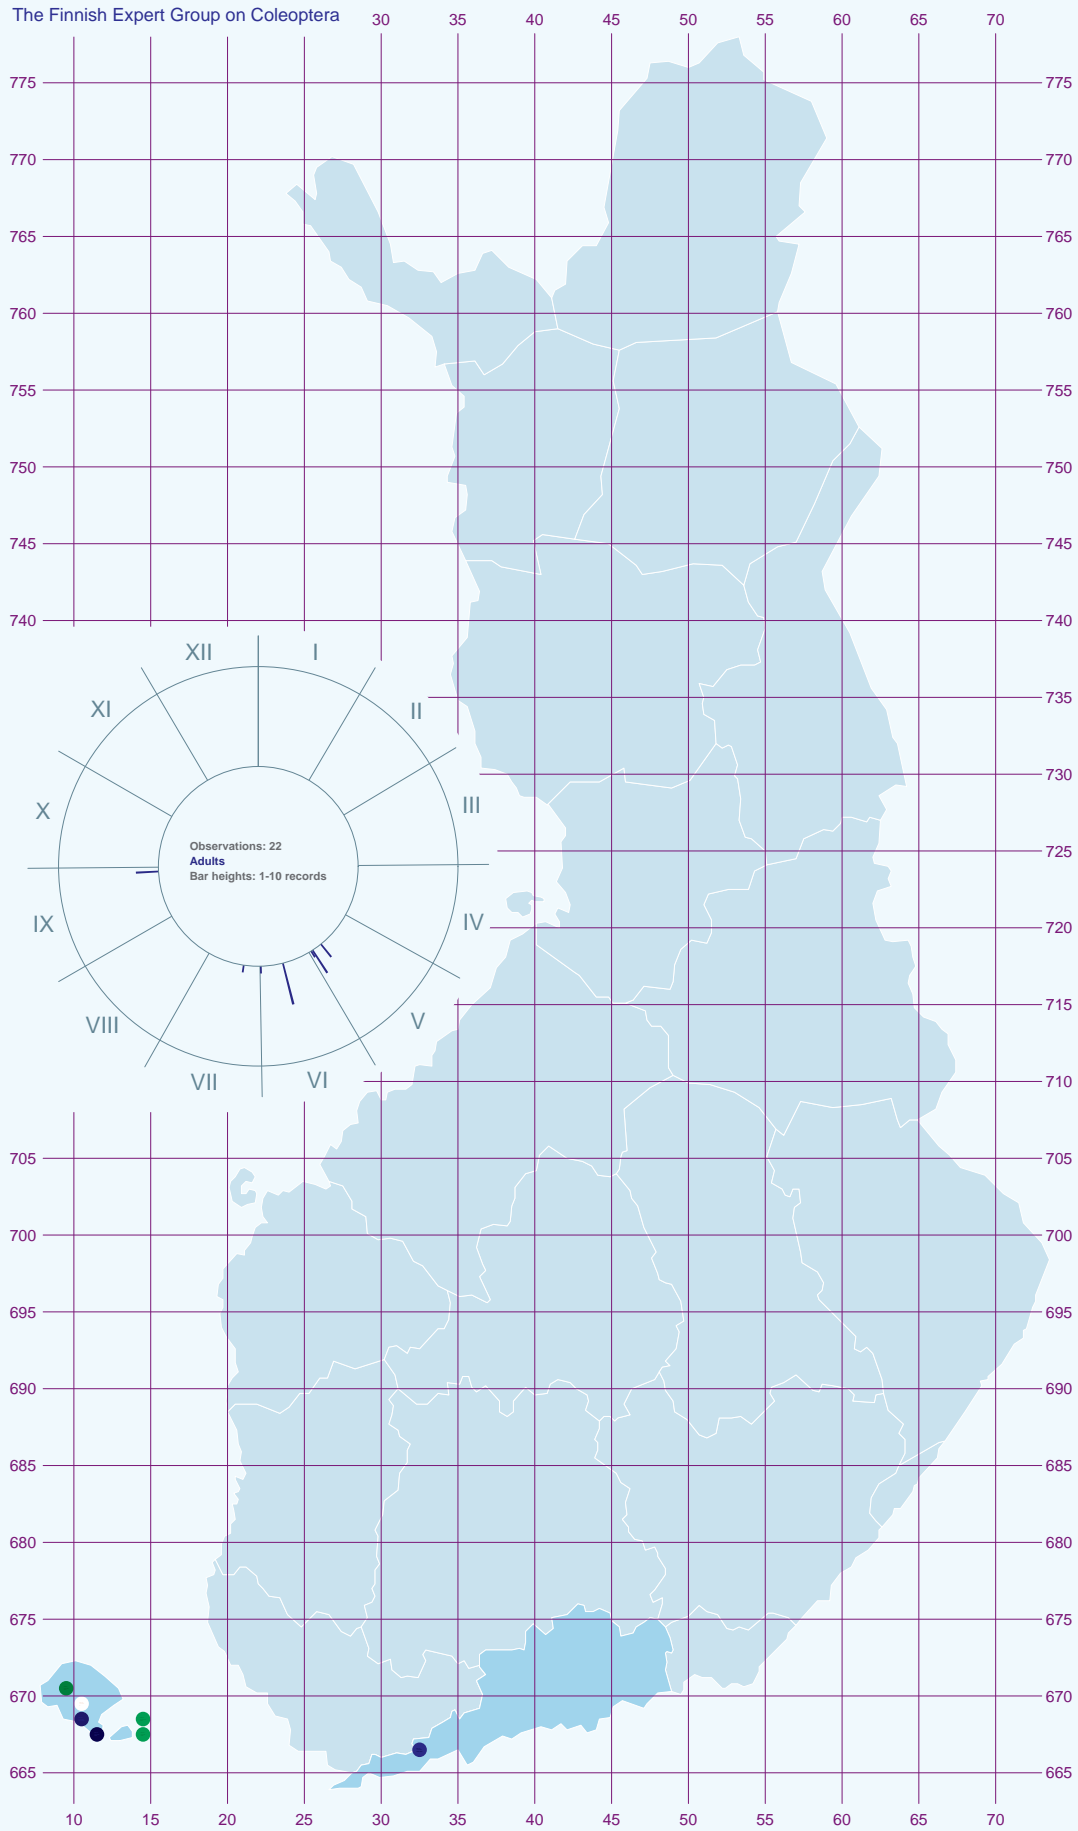 The Finnish Expert Group on Coleoptera
30 35 40 45 50 55 60 65 70
775 775
770 770
765 765
760 760
755 755
750 750
745 745
740 740
XII I
XI II
735
730
X III
725
Observations: 22
Adults
Bar heights: 1-10 records
IX IV 720 720
VIII V
715
VII VI
710
705 705
700 700
695 695
690 690
685 685
680 680
675 675
670 670
665 665
10 15 20 25 30 35 40 45 50 55 60 65 70